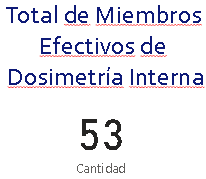 Total de Miembros
Efectivos de
Dosimetría Interna
53
Cantidad